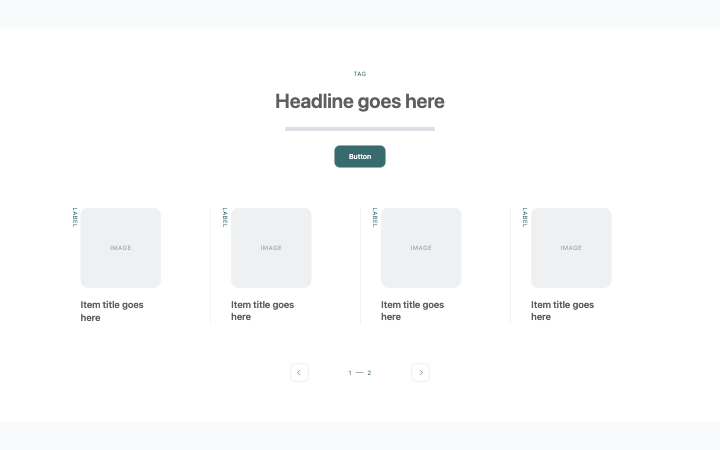 TAG
Headline goes here
Button
LABEL
IMAGE
Item title goes
here
LABEL
IMAGE
Item title goes
here
LABEL
IMAGE
Item title goes
here
LABEL
IMAGE
Item title goes
here
1 — 2